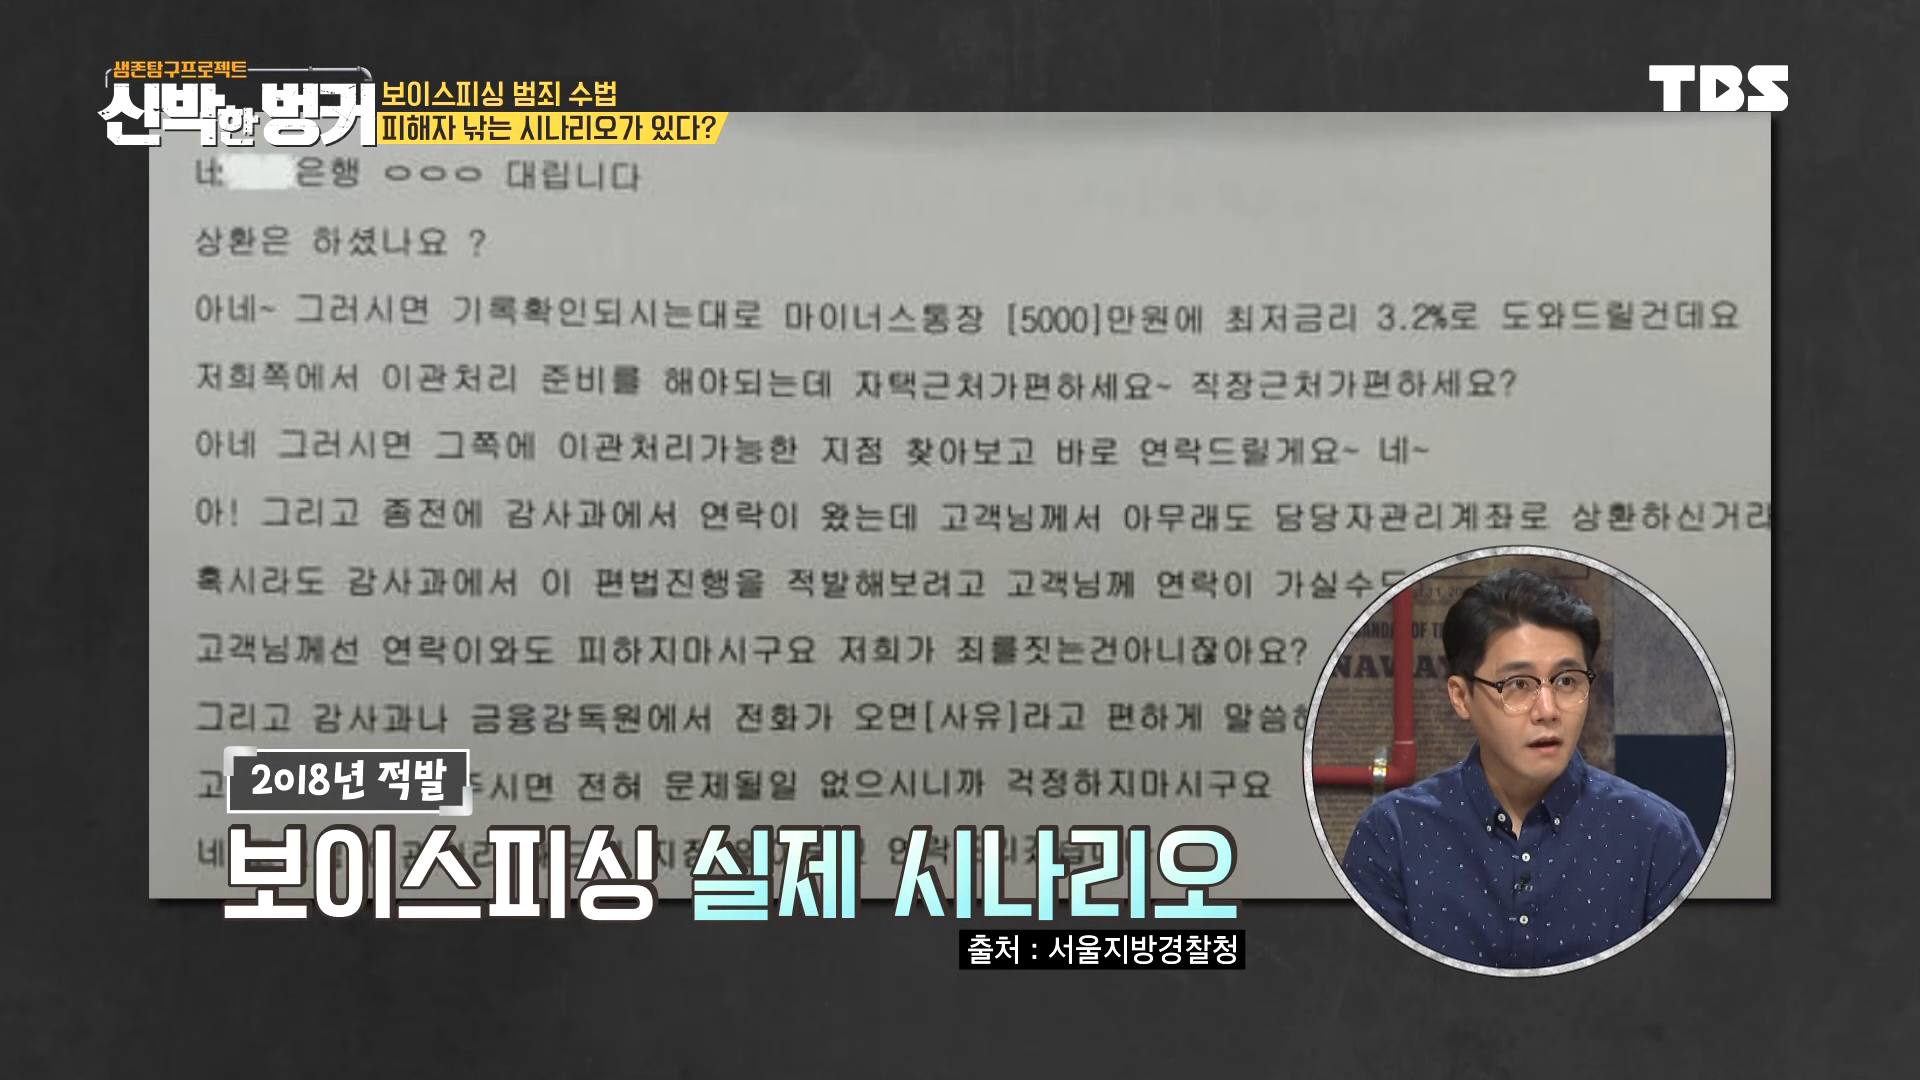 생존탐구프로젝트
신박한 벙커
보이스피싱 범죄 수법
피해자 낚는 시나리오가 있다?
TBS
네 은행 ㅇㅇㅇ 대립니다
상환은 하셨나요 ?
아네~ 그러시면 기록확인되시는대로 마이너스통장 [5000]만원에 최저금리 3.2%로 도와드릴건데요
저희쪽에서 이관처리 준비를 해야되는데 자택근처가편하세요~ 직장근처가편하세요?
아네 그러시면 그쪽에 이관처리가능한 지점 찾아보고 바로 연락드릴게요~ 네~
아! 그리고 좀전에 감사과에서 연락이 왔는데 고객님께서 아무래도 담당자관리계좌로 상환하신거라
혹시라도 감사과에서 이 편법진행을 적발해보려고 고객님께 연락이 가실수도
고객님께선 연락이와도 피하지마시구요 저희가 죄를짓는건아니잖아요?
그리고 감사과나 금융감독원에서 전화가 오면[사유]라고 편하게
주시면 전혀 문제될일 없으시니까 걱정하지마시구요
네
2018년 적발
보이스피싱 실제 시나리오
출처 : 서울지방경찰청